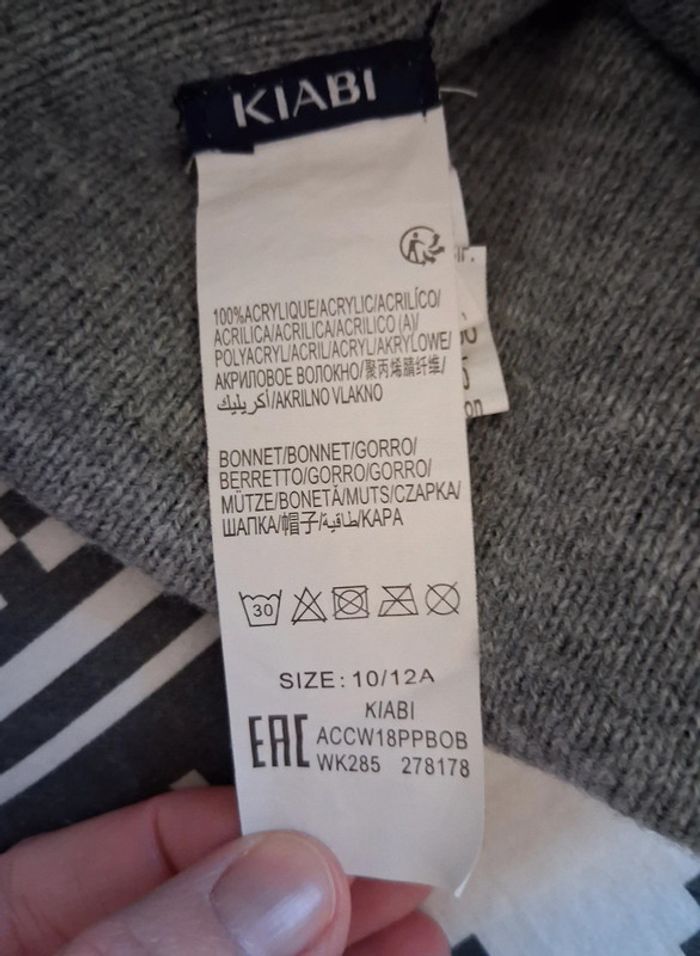 KIABI
100%ACRYLIQUE/ACRYLIC/ACRILÍCO/
ACRILICA/ACRILICA/ACRILICO (A)/
POLYACRYL/ACRIL/ACRYL/AKRYLOWE/
АКРИЛОВОЕ ВОЛОКНО/聚丙烯腈纤维/
أكريليك/AKRILNO VLAKNO
BONNET/BONNET/GORRO/
BERRETTO/GORRO/GORRO/
MÜTZE/BONETĂ/MUTS/CZAPKA/
ШАПКА/帽子/طاقية/KAPA
30
SIZE: 10/12A
KIABI
EAC ACCW18PPBOB
WK285 278178
on